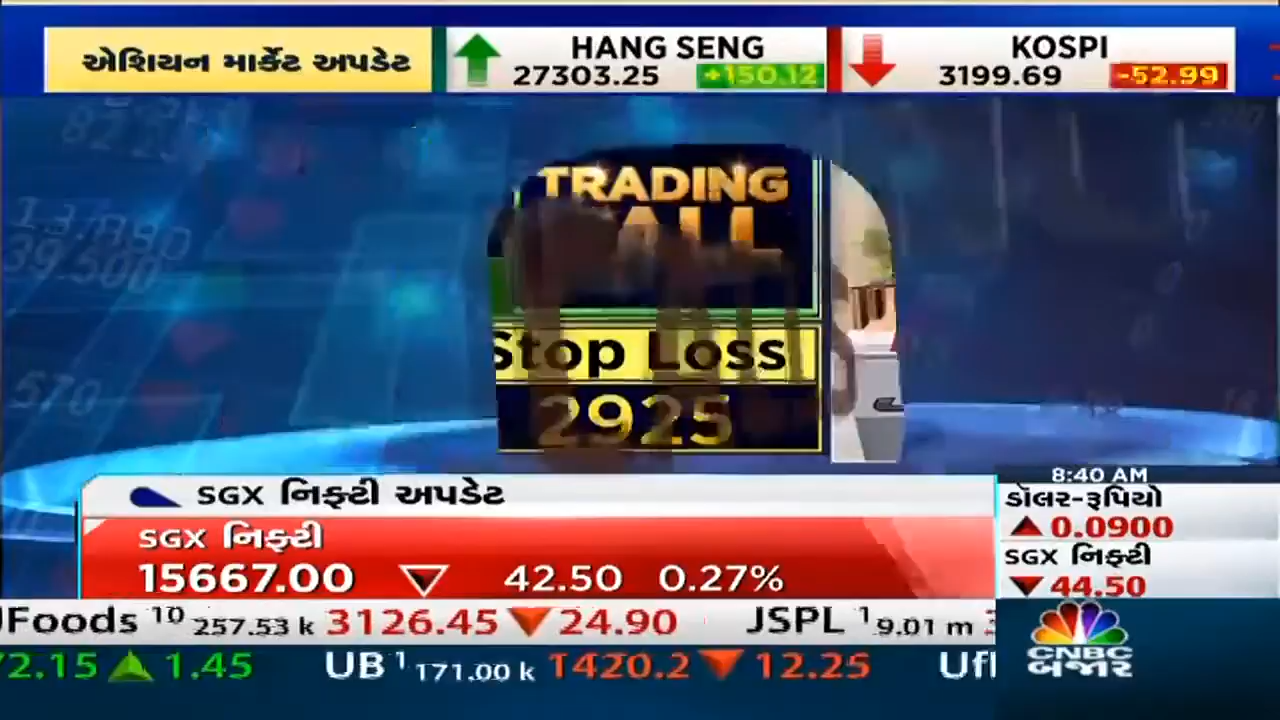 એશિયન માર્કેટ અપડેટ
HANG SENG
27303.25 +150.12
KOSPI
3199.69 -52.99
TRADING
Stop Loss
2925
SGX નિફ્ટી અપડેટ
SGX નિફ્ટી
15667.00 42.50 0.27%
8:40 AM
ડૉલર-રૂપિયો
0.0900
SGX નિફ્ટી
44.50
Foods 10 257.53 k 3126.45 24.90 JSPL 1 9.01 m
2.15 1.45 UB 1 171.00 k 1420.2 12.25
CNBC
બજાર